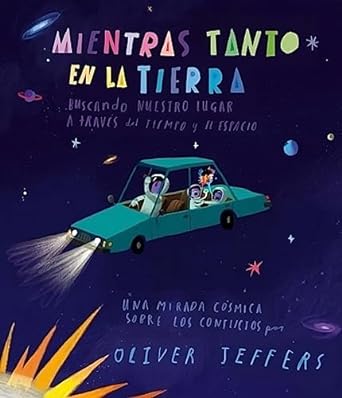 MIENTRAS TANTO
EN LA TIERRA
BUSCANDO NUESTRO LUGAR
A TRAVÉS del TIEMPO y EL ESPACIO
UNA MIRADA CÓSMICA
SOBRE LOS CONFLICTOS por
OLIVER JEFFERS